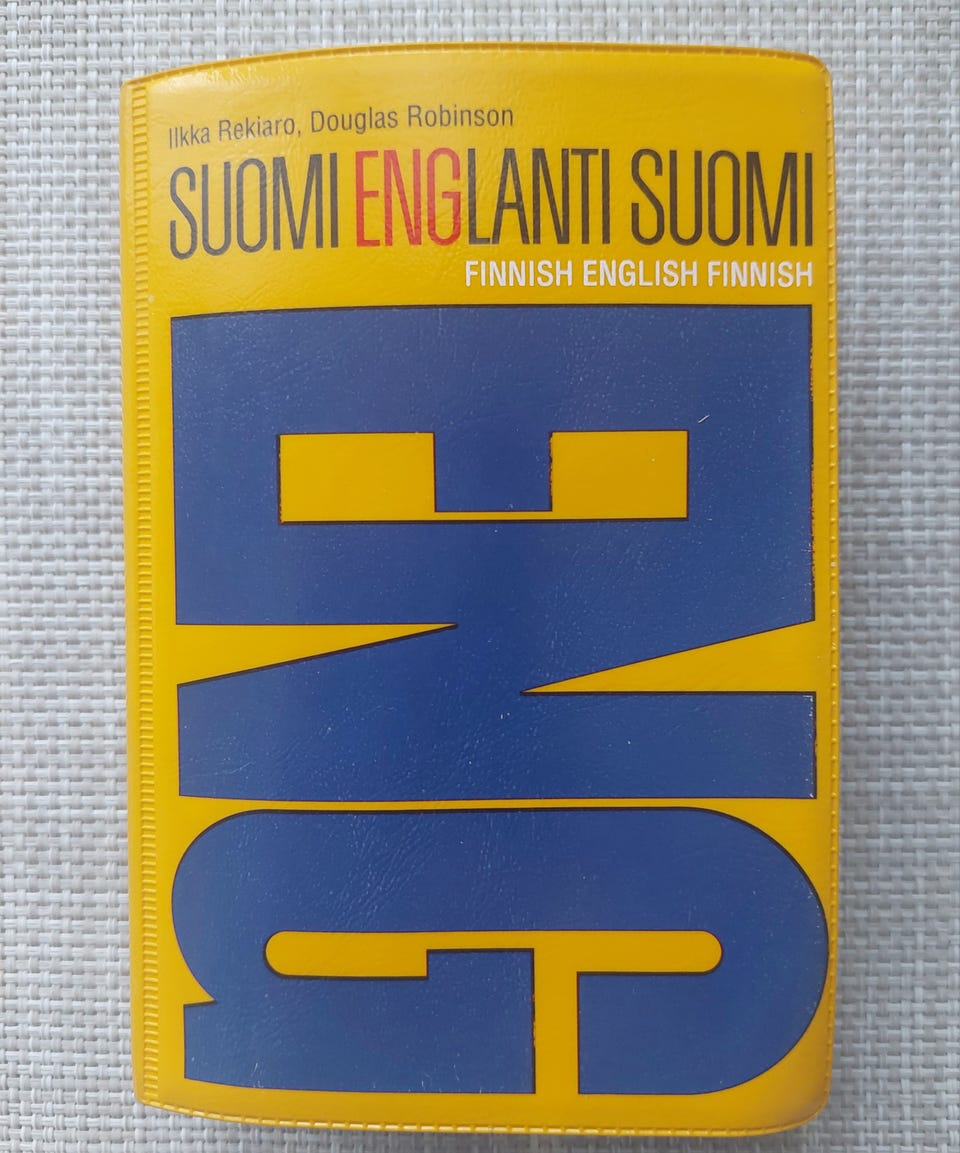 Ilkka Rekiaro, Douglas Robinson
SUOMI ENGLANTI SUOMI
FINNISH ENGLISH FINNISH
ENG